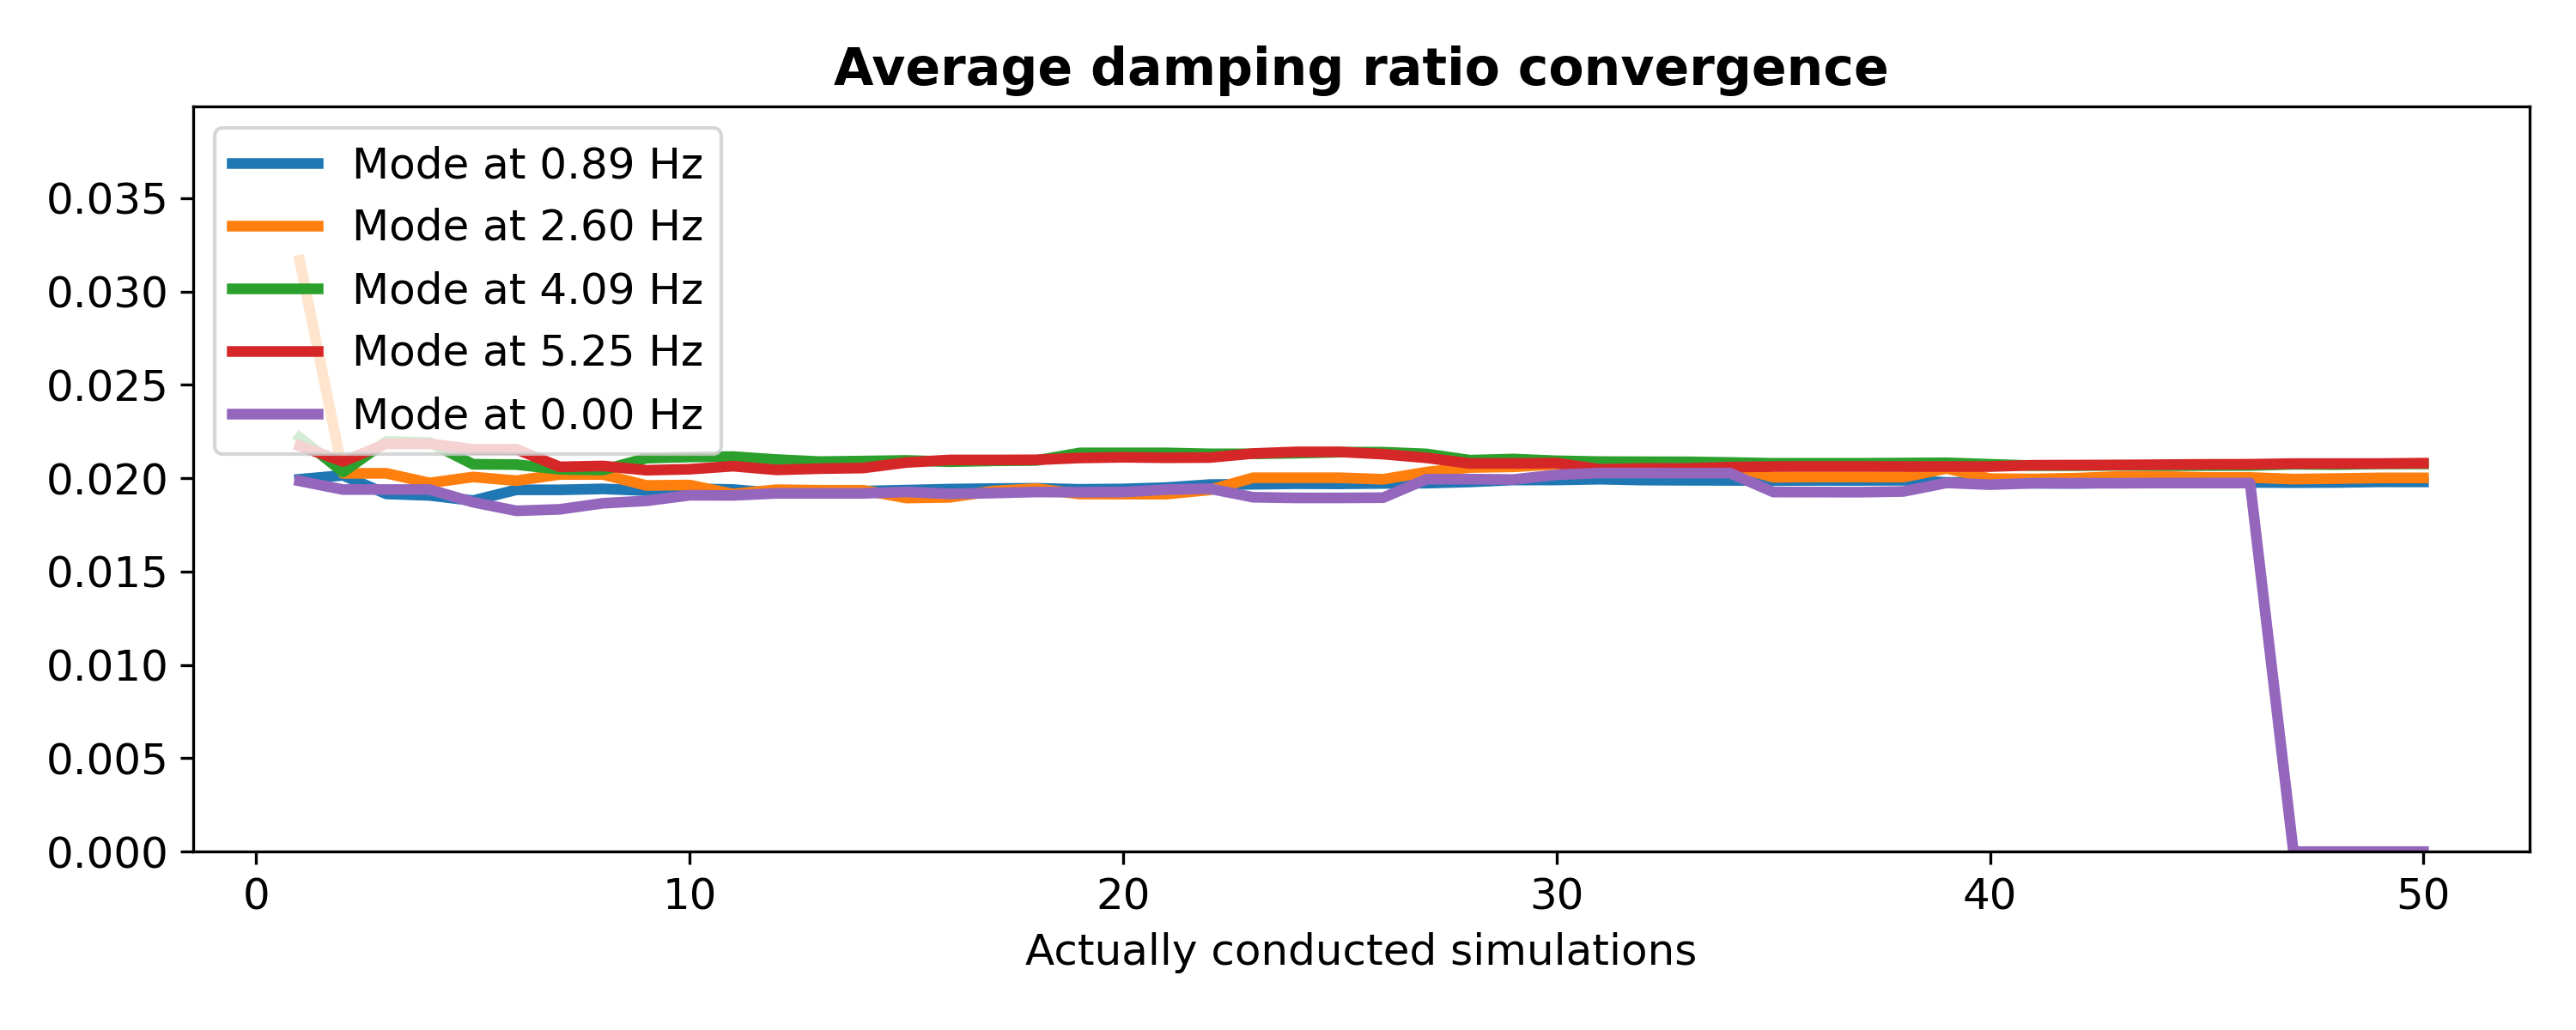 Average damping ratio convergence
Mode at 0.89 Hz
Mode at 2.60 Hz
Mode at 4.09 Hz
Mode at 5.25 Hz
Mode at 0.00 Hz
0.035
0.030
0.025
0.020
0.015
0.010
0.005
0.000
0 10 20 30 40 50
Actually conducted simulations